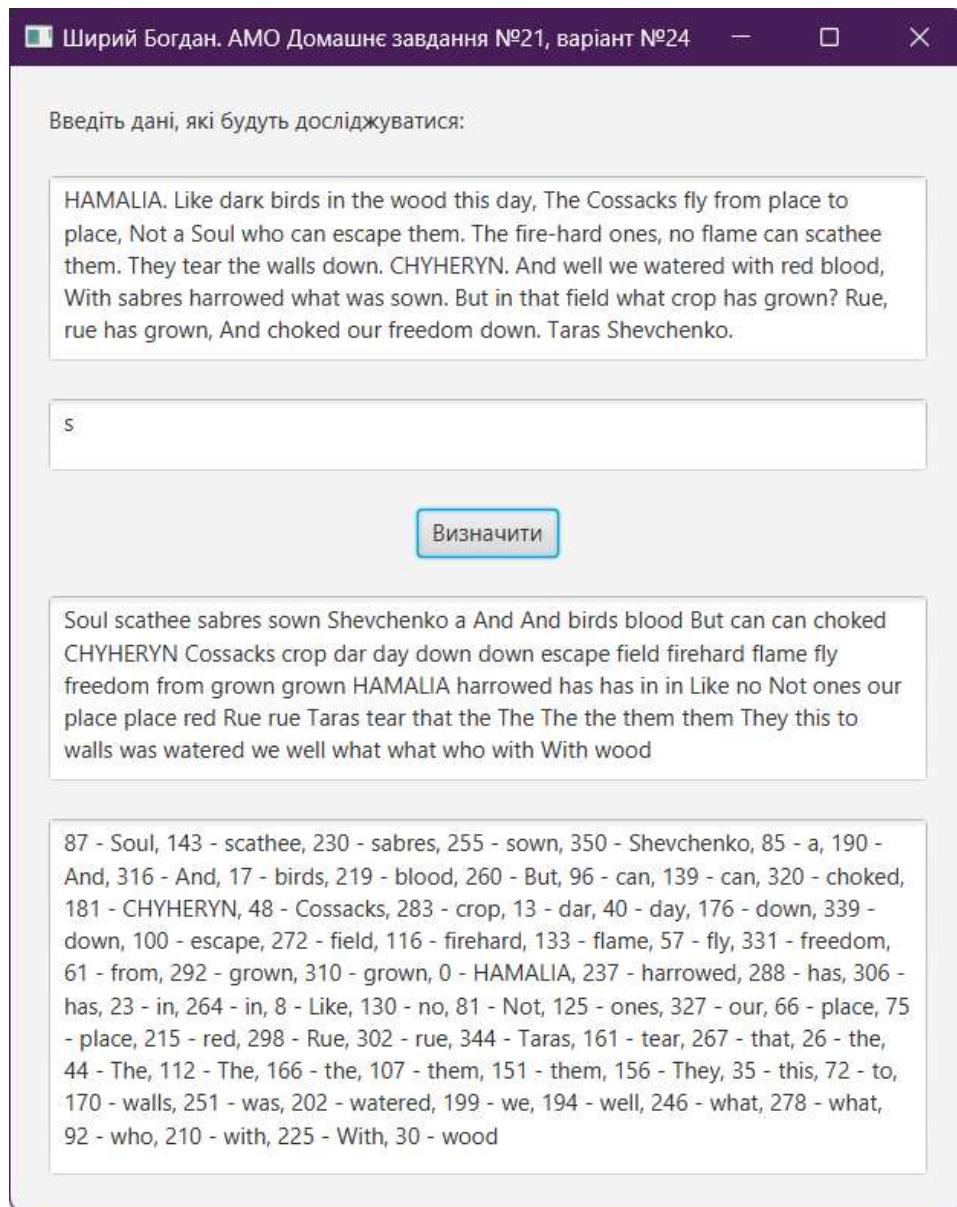 Ширий Богдан. АМО Домашнє завдання №21, варіант №24
Введіть дані, які будуть досліджуватися:
HAMALIA. Like darк birds in the wood this day, The Cossacks fly from place to
place, Not a Soul who can escape them. The fire-hard ones, no flame can scathee
them. They tear the walls down. CHYHERYN. And well we watered with red blood,
With sabres harrowed what was sown. But in that field what crop has grown? Rue,
rue has grown, And choked our freedom down. Taras Shevchenko.
s
Визначити
Soul scathee sabres sown Shevchenko a And And birds blood But can can choked
CHYHERYN Cossacks crop dar day down down escape field firehard flame fly
freedom from grown grown HAMALIA harrowed has has in in Like no Not ones our
place place red Rue rue Taras tear that the The The the them them They this to
walls was watered we well what what who with With wood
87 - Soul, 143 - scathee, 230 - sabres, 255 - sown, 350 - Shevchenko, 85 - a, 190 -
And, 316 - And, 17 - birds, 219 - blood, 260 - But, 96 - can, 139 - can, 320 - choked,
181 - CHYHERYN, 48 - Cossacks, 283 - crop, 13 - dar, 40 - day, 176 - down, 339 -
down, 100 - escape, 272 - field, 116 - firehard, 133 - flame, 57 - fly, 331 - freedom,
61 - from, 292 - grown, 310 - grown, 0 - HAMALIA, 237 - harrowed, 288 - has, 306 -
has, 23 - in, 264 - in, 8 - Like, 130 - no, 81 - Not, 125 - ones, 327 - our, 66 - place, 75
- place, 215 - red, 298 - Rue, 302 - rue, 344 - Taras, 161 - tear, 267 - that, 26 - the,
44 - The, 112 - The, 166 - the, 107 - them, 151 - them, 156 - They, 35 - this, 72 - to,
170 - walls, 251 - was, 202 - watered, 199 - we, 194 - well, 246 - what, 278 - what,
92 - who, 210 - with, 225 - With, 30 - wood